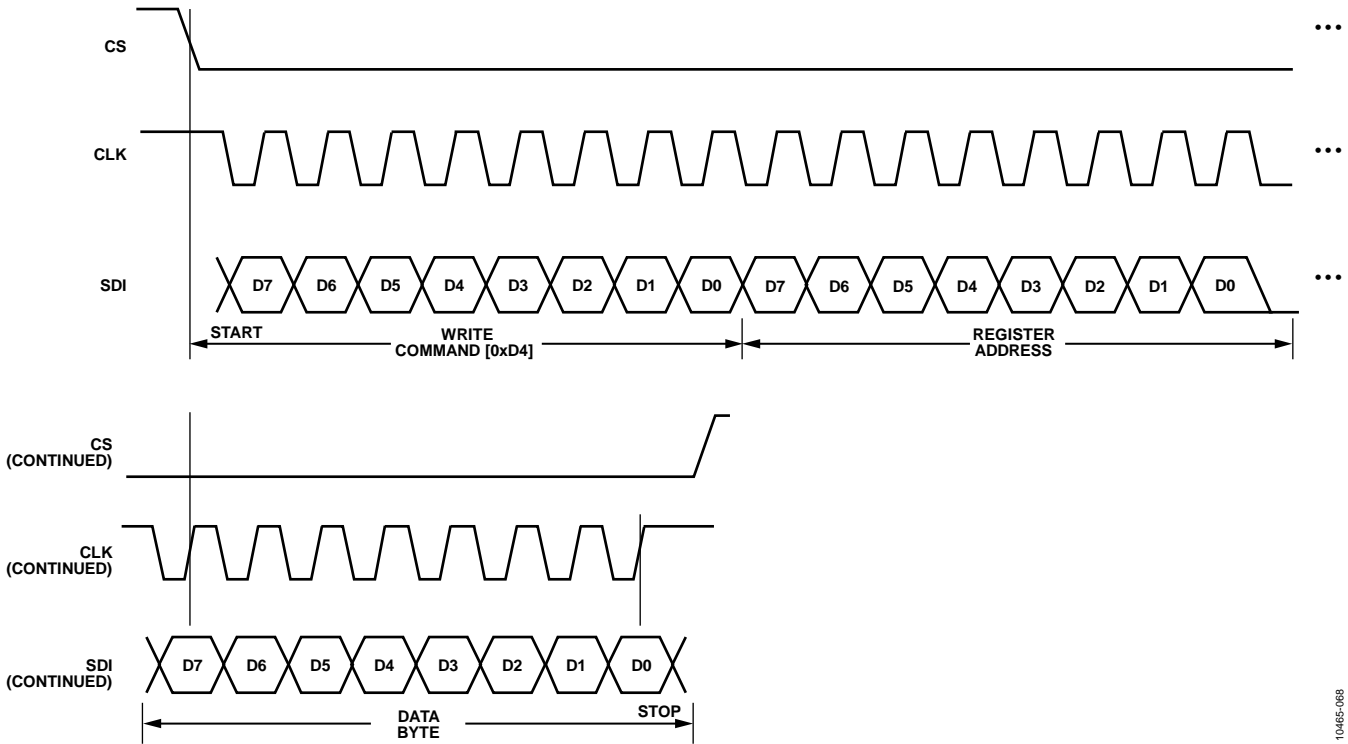 CS
...
CLK
...
SDI
D7 D6 D5 D4 D3 D2 D1 D0 D7 D6 D5 D4 D3 D2 D1 D0
...
START
WRITE
COMMAND [0xD4]
REGISTER
ADDRESS
CS
(CONTINUED)
CLK
(CONTINUED)
SDI
(CONTINUED)
D7 D6 D5 D4 D3 D2 D1 D0
DATA
BYTE
STOP
10465-068